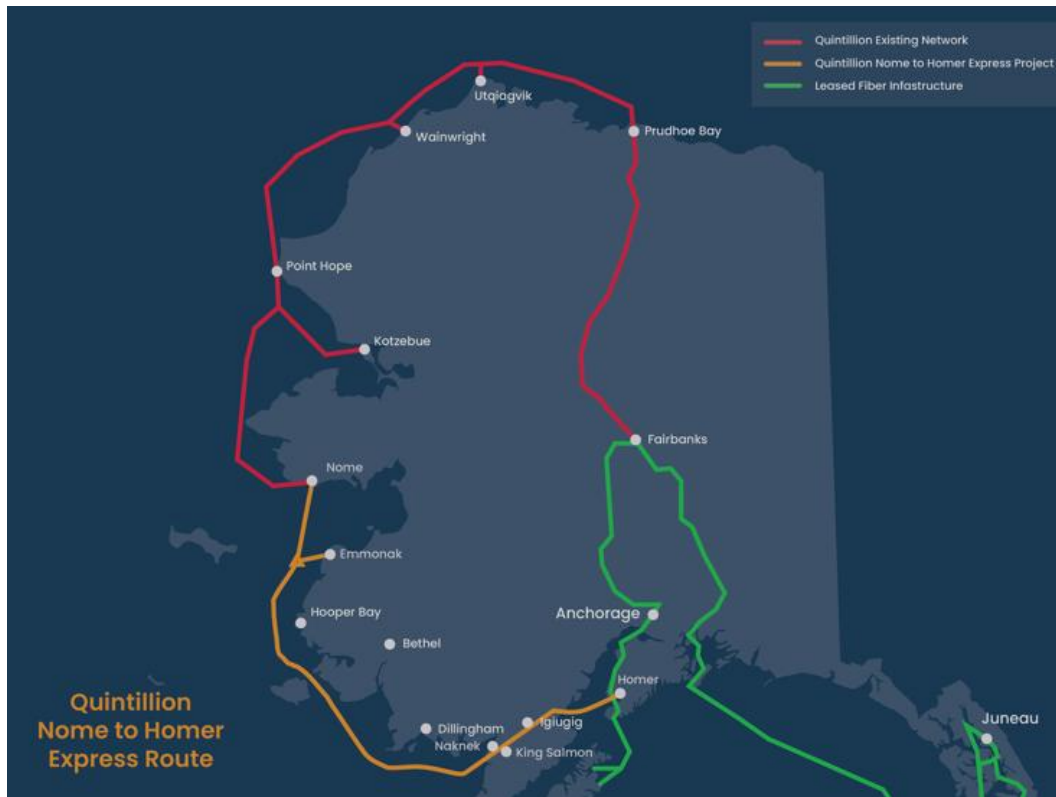 Quintillion Existing Network
Quintillion Nome to Homer Express Project
Leased Fiber Infastructure
Utqiagvik
Wainwright
Prudhoe Bay
Point Hope
Kotzebue
Fairbanks
Nome
Emmonak
Hooper Bay
Anchorage
Bethel
Homer
Quintillion
Nome to Homer
Express Route
Igiugig
Juneau
Dillingham
Naknek
King Salmon